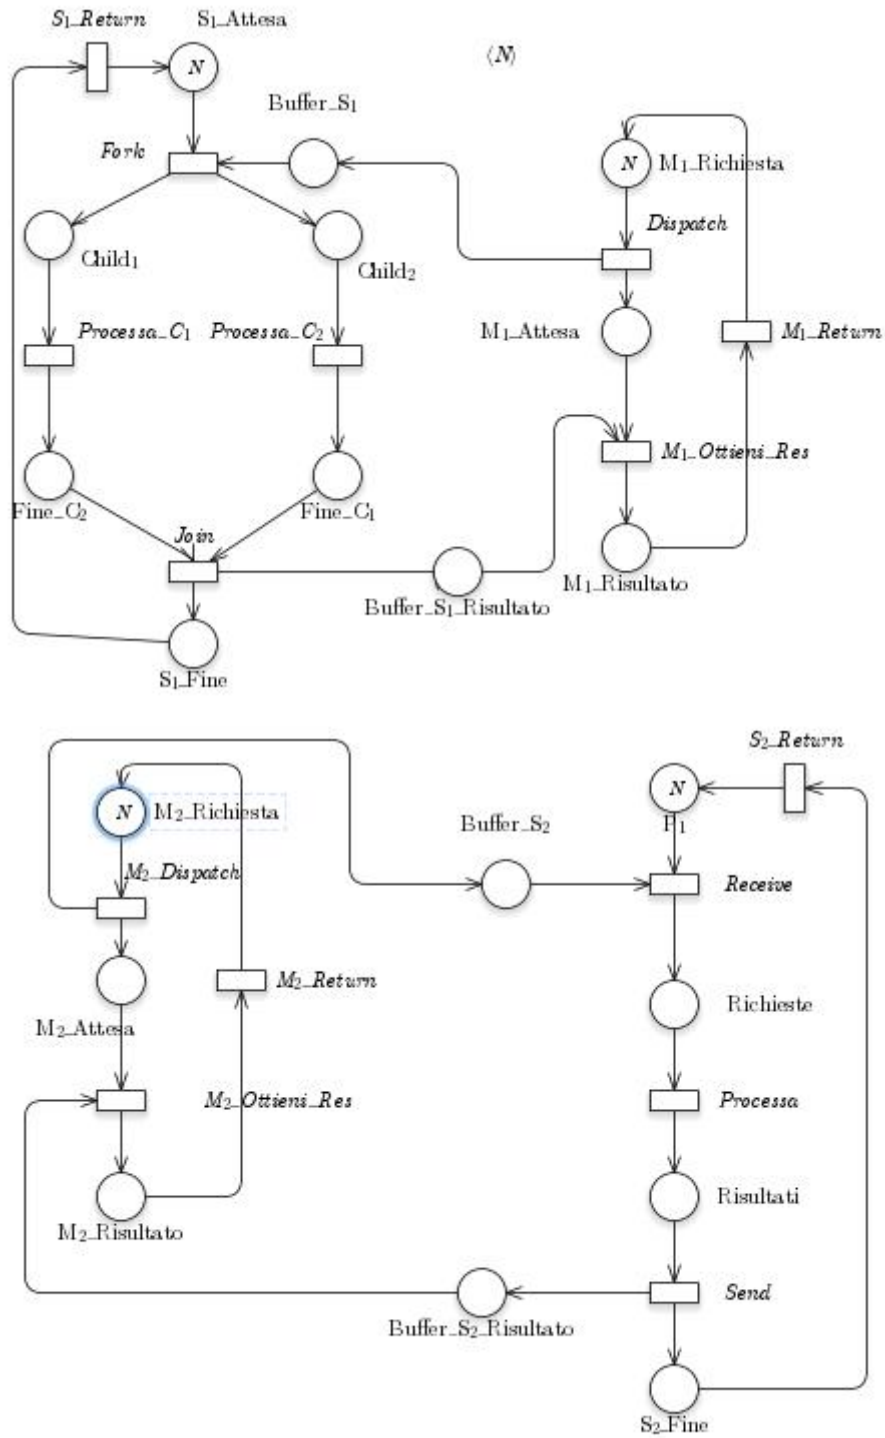 S₁_Return
S₁_Attesa
N
⟨N⟩
Buffer_S₁
Fork
N
M₁_Richiesta
Dispatch
Child₁
Child₂
Processa_C₁
Processa_C₂
M₁_Attesa
M₁_Return
M₁_Ottieni_Res
Fine_C₂
Fine_C₁
Join
M₁_Risultato
Buffer_S₁_Risultato
S₁_Fine
S₂_Return
N
M₂_Richiesta
N
P₁
Buffer_S₂
M₂_Dispatch
Receive
M₂_Return
Richieste
M₂_Attesa
M₂_Ottieni_Res
Processa
Risultati
M₂_Risultato
Send
Buffer_S₂_Risultato
S₂_Fine